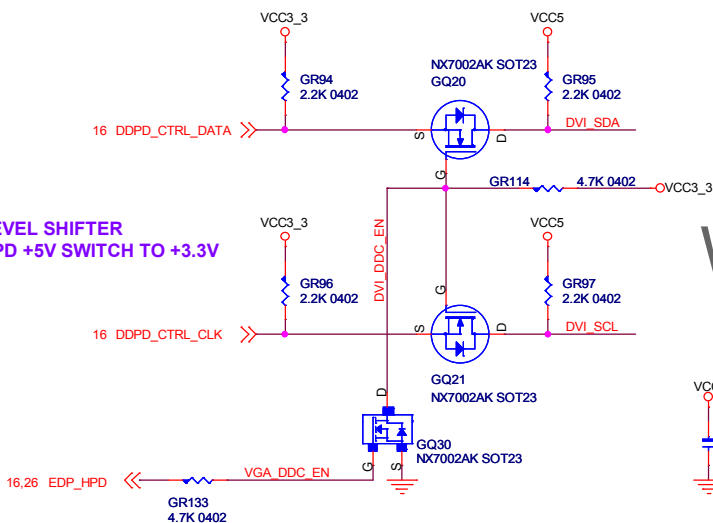 VCC3_3
VCC5
GR94
2.2K 0402
NX7002AK SOT23
GQ20
GR95
2.2K 0402
16 DDPD_CTRL_DATA
S
D
DVI_SDA
G
GR114
4.7K 0402
VCC3_3
EVEL SHIFTER
PD +5V SWITCH TO +3.3V
VCC3_3
DVI_DDC_EN
VCC5
GR96
2.2K 0402
G
GR97
2.2K 0402
16 DDPD_CTRL_CLK
S
D
DVI_SCL
GQ21
NX7002AK SOT23
VC
D
GQ30
NX7002AK SOT23
G
S
16,26 EDP_HPD
VGA_DDC_EN
GR133
4.7K 0402